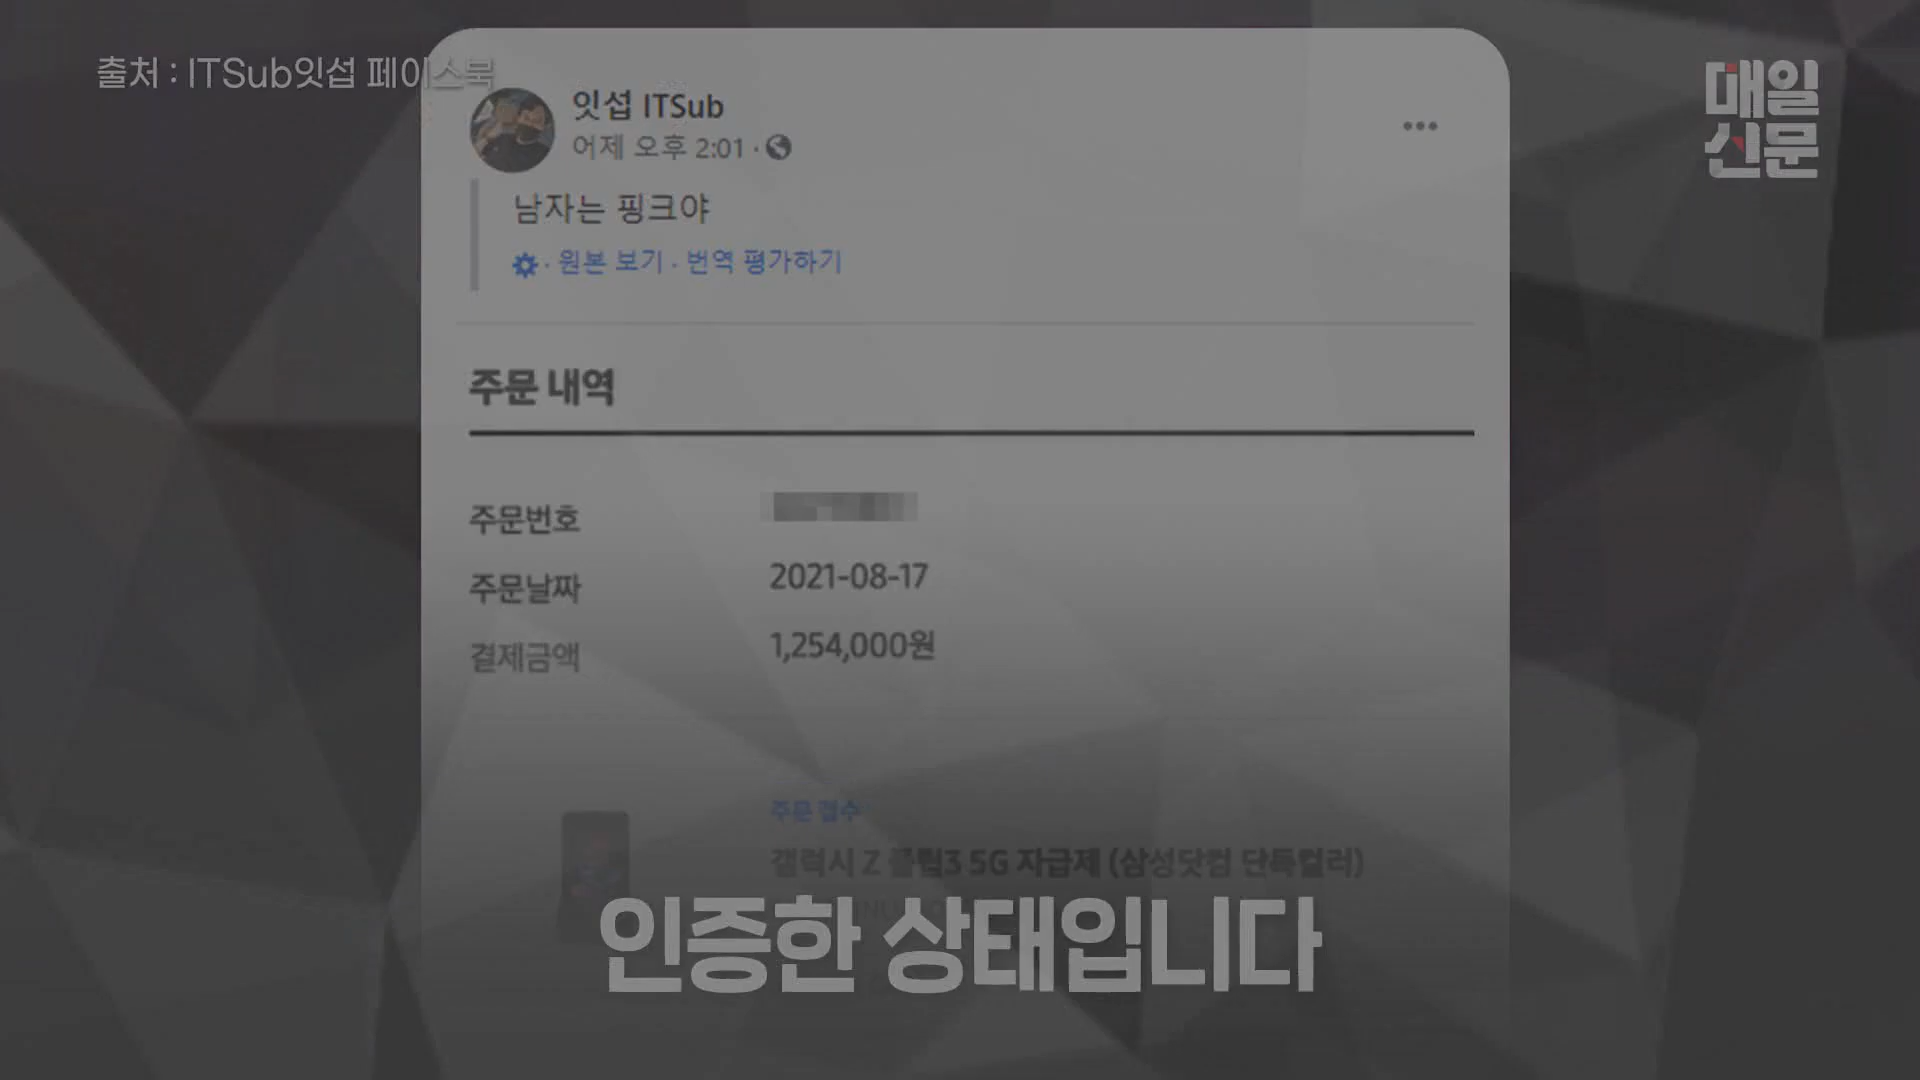 출처 : ITSub잇섭 페이스북
매일
신문
잇섭 ITSub
어제 오후 2:01 ·
남자는 핑크야
· 원본 보기 · 번역 평가하기
주문 내역
주문번호
주문날짜 2021-08-17
결제금액 1,254,000원
주문 접수
갤럭시 Z 플립3 5G 자급제 (삼성닷컴 단독컬러)
인증한 상태입니다